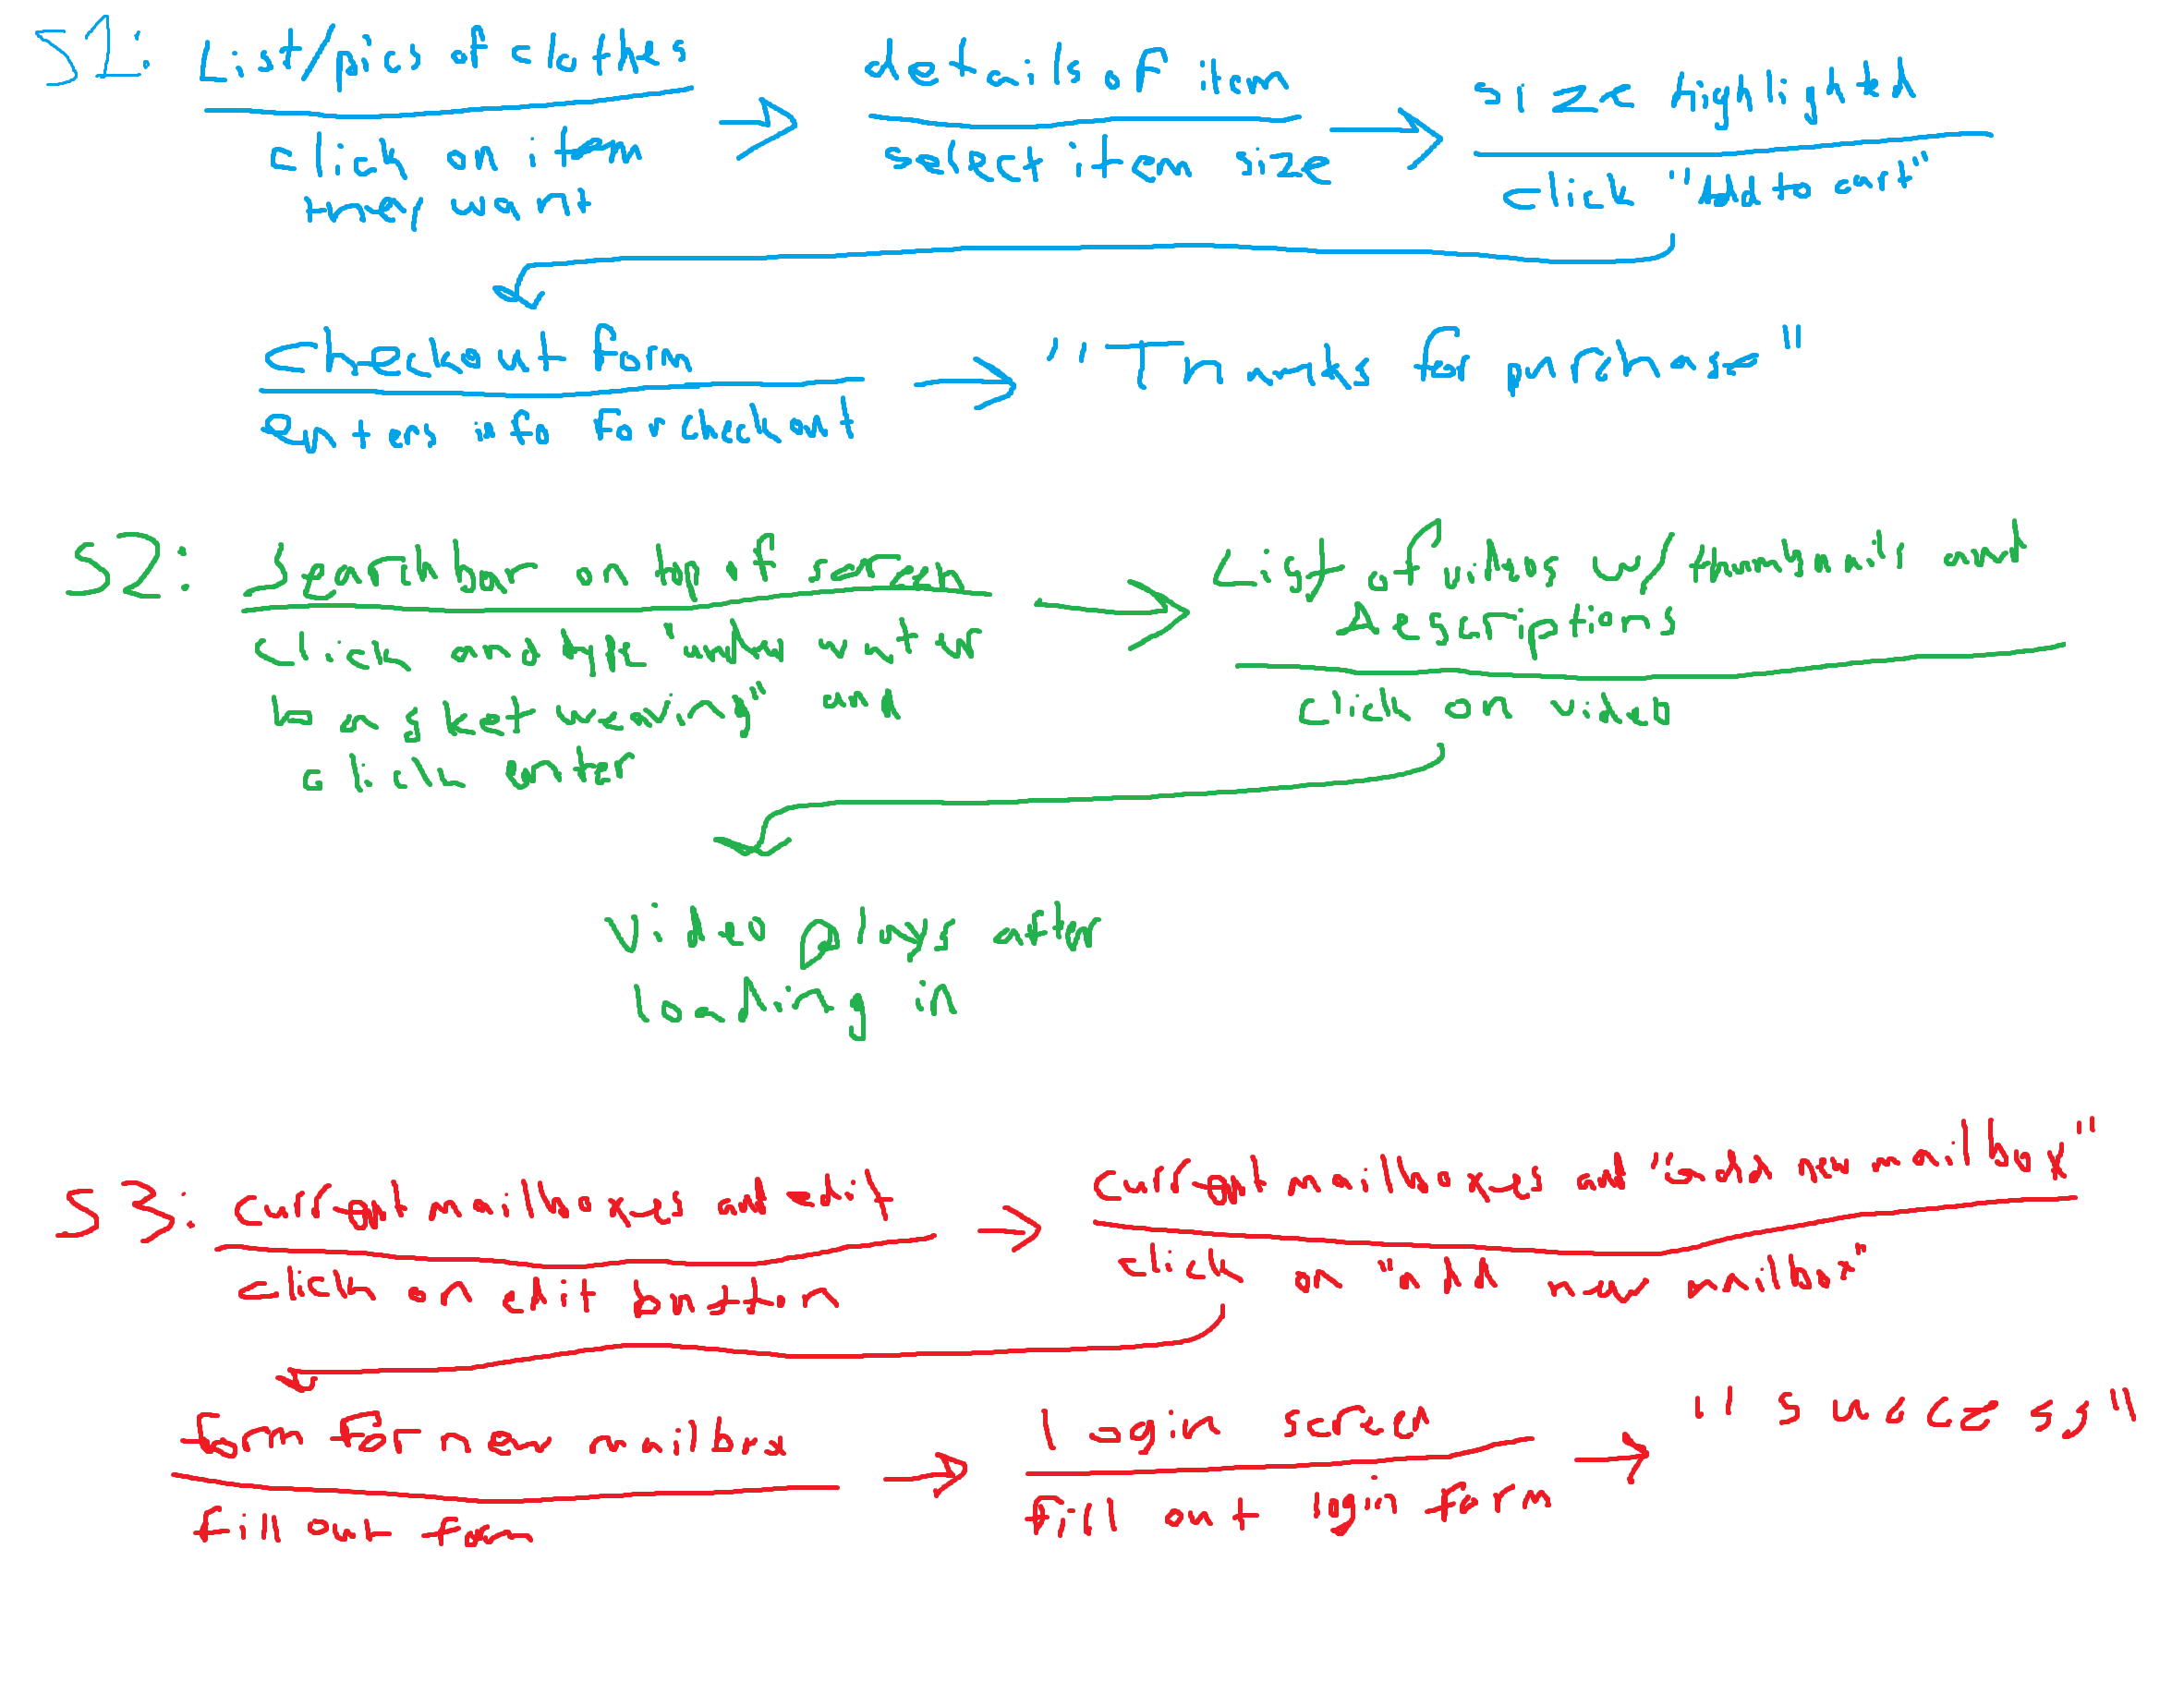 S1: List/pics of clothes
click on item
they want
details of item
select item size
size highlighted
click "Add to cart"
Checkout form
enters info for checkout
"Thanks for purchase"
S2: Searchbar on top of screen
click and type "underwater
basket weaving" and
click enter
List of videos w/ thumbnails and
descriptions
click on video
video plays after
loading in
S3: current mailboxes and edit
click on edit button
current mailboxes and "add new mailbox"
click on "add new mailbox"
form for new mailbox
fill out form
Login screen
fill out login form
"success"